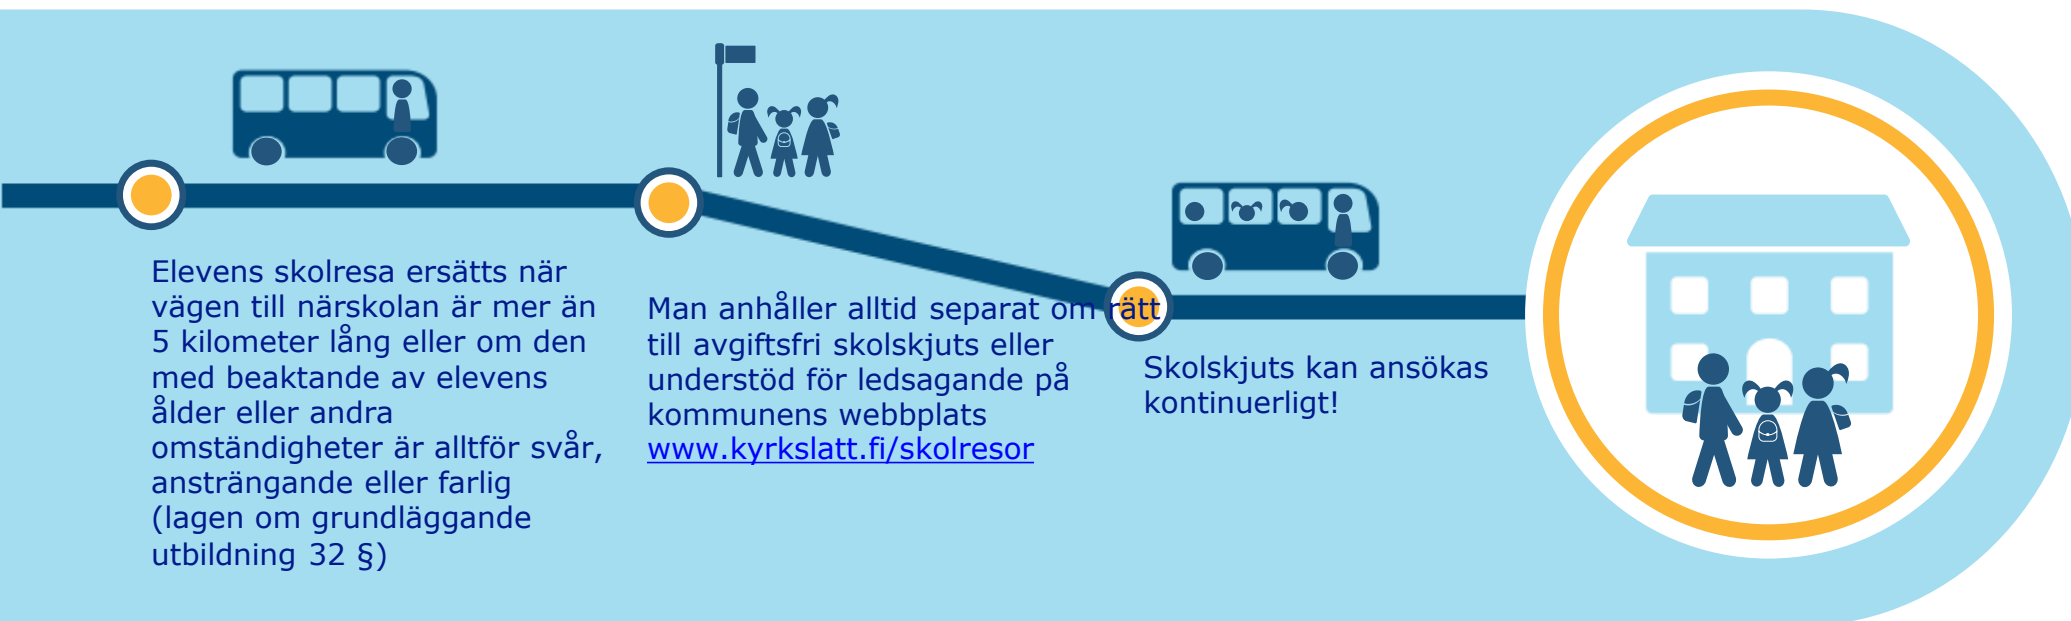 Elevens skolresa ersätts när
vägen till närskolan är mer än
5 kilometer lång eller om den
med beaktande av elevens
ålder eller andra
omständigheter är alltför svår,
ansträngande eller farlig
(lagen om grundläggande
utbildning 32 §)
Man anhåller alltid separat om rätt
till avgiftsfri skolskjuts eller
understöd för ledsagande på
kommunens webbplats
www.kyrkslatt.fi/skolresor
Skolskjuts kan ansökas
kontinuerligt!